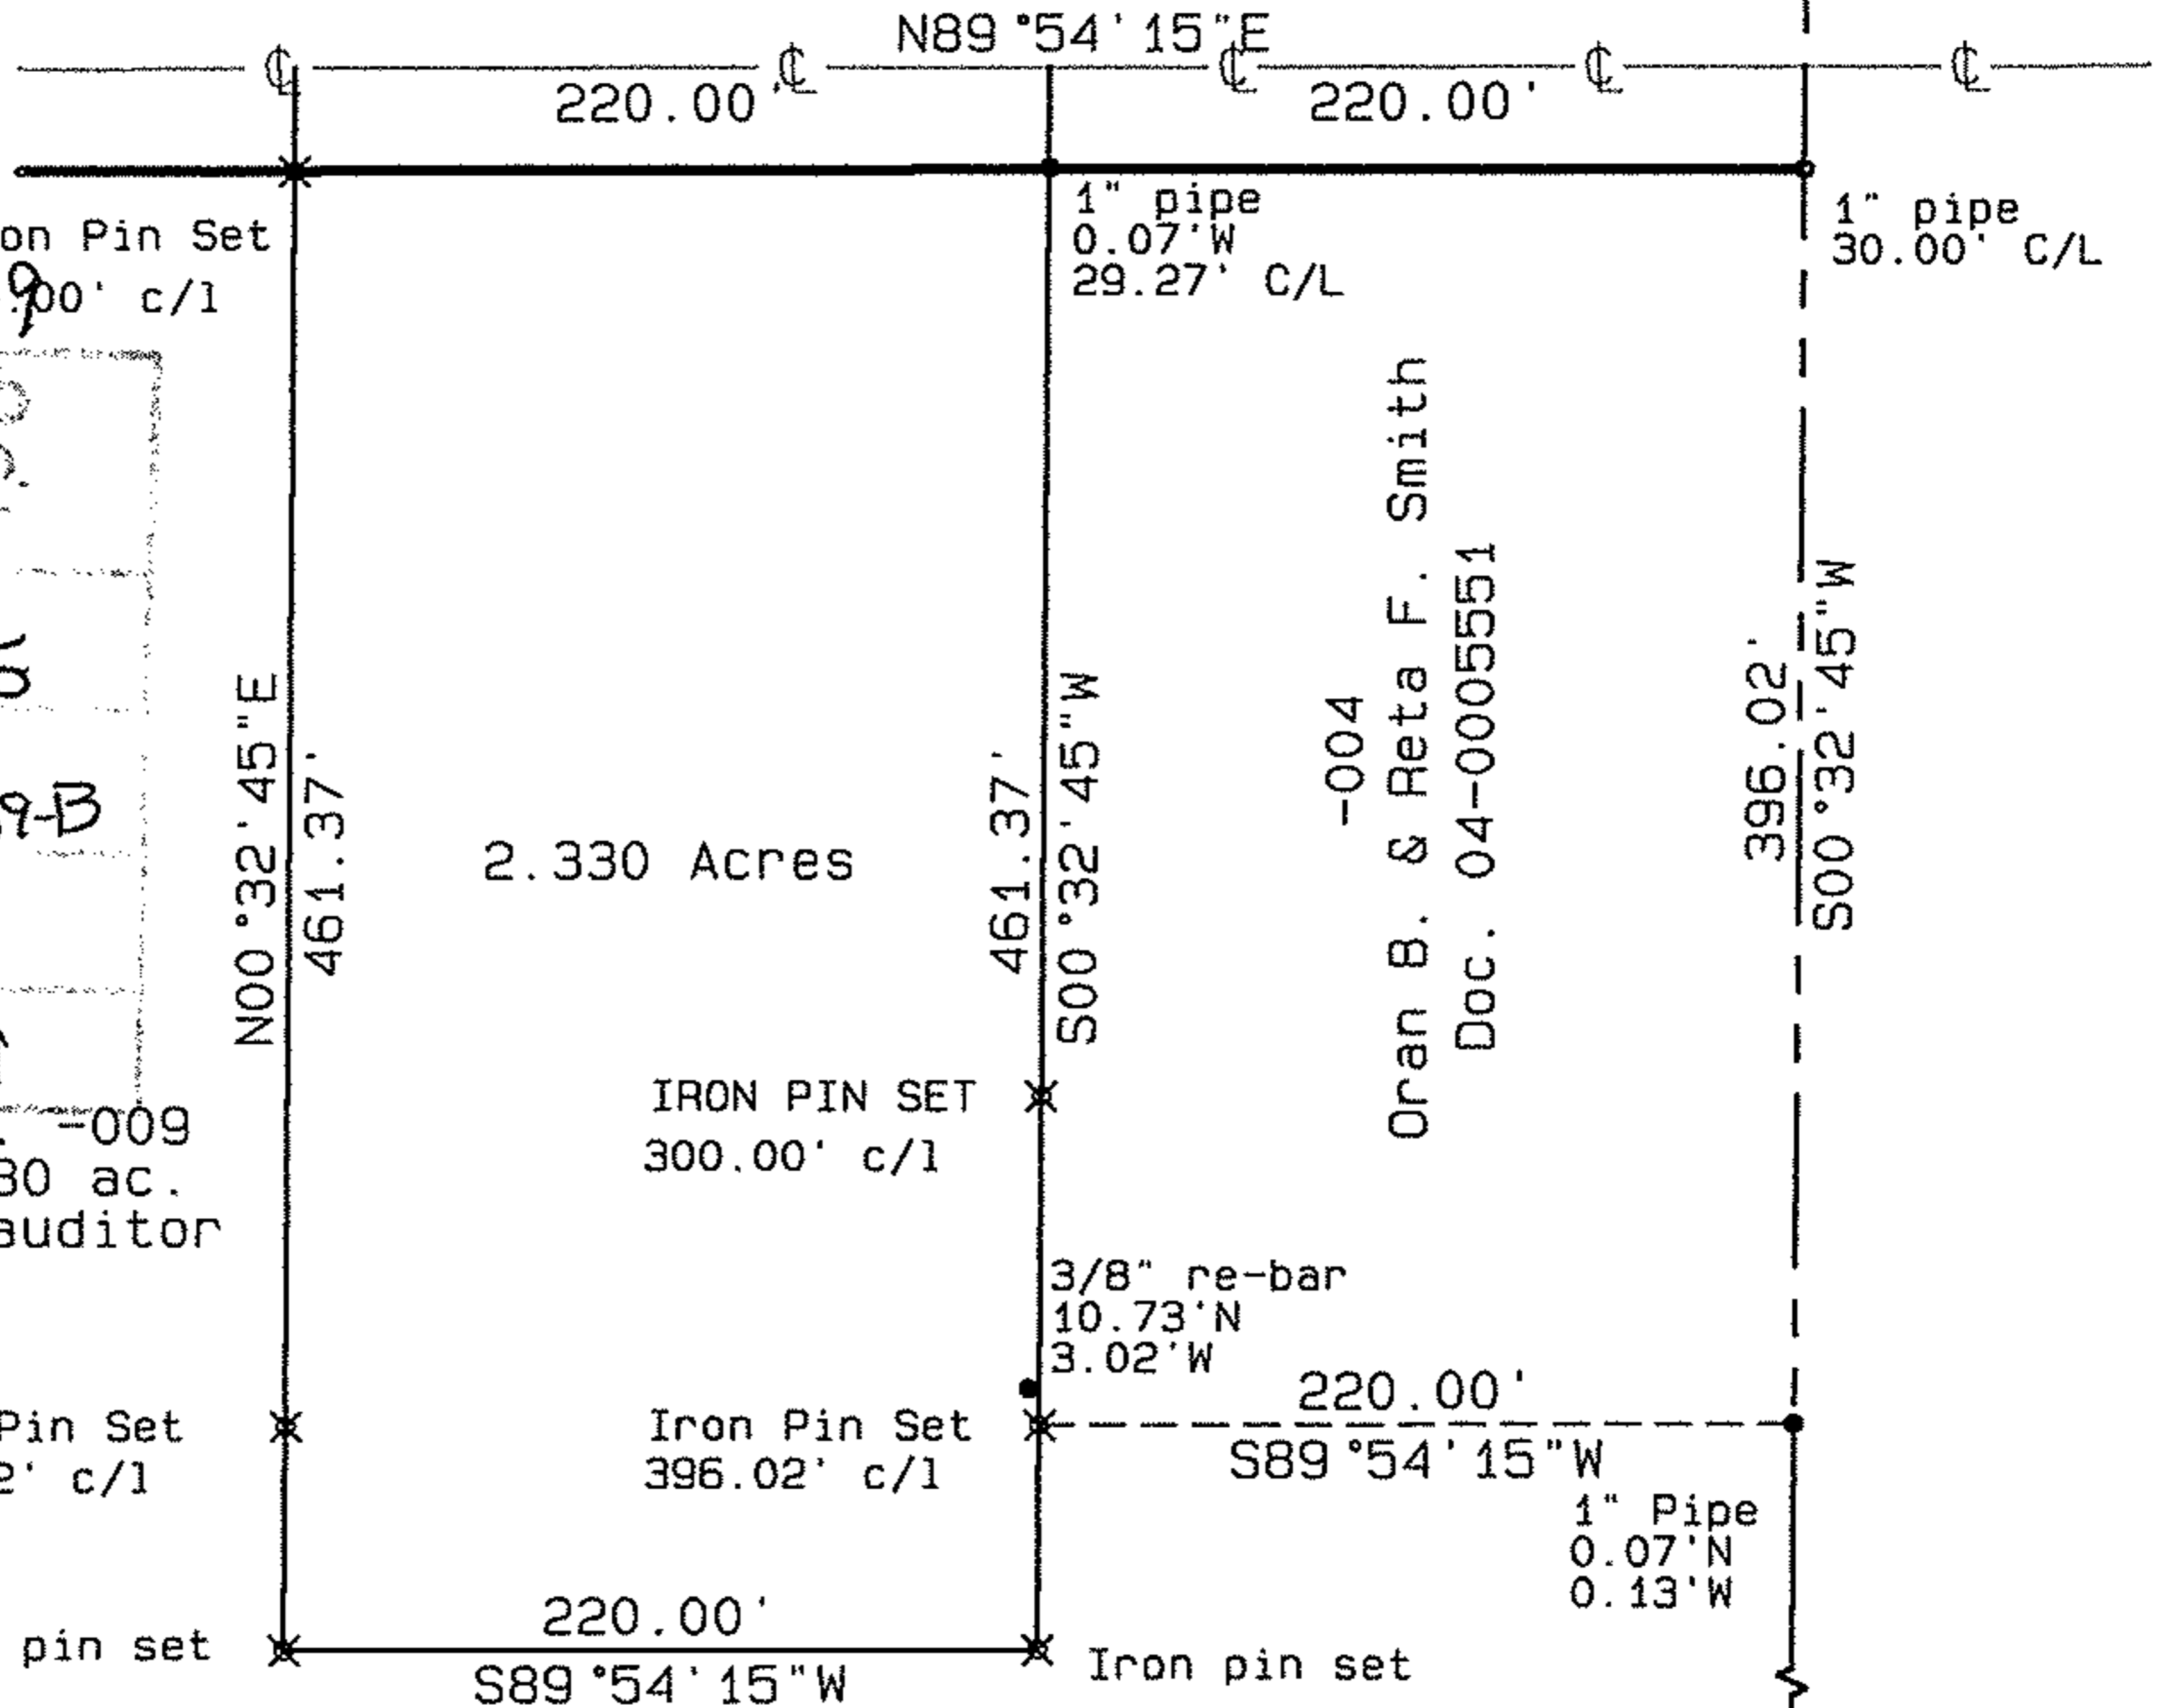 N89°54'15"E
℄ ℄ ℄ ℄ ℄
220.00'
220.00'
1" pipe
0.07'W
29.27' C/L
1" pipe
30.00' C/L
Pin Set
c/l
N00°32'45"E
461.37'
2.330 Acres
461.37'
S00°32'45"W
-004
Oran B. & Reta F. Smith
Doc. 04-0005551
396.02'
S00°32'45"W
-009
ac.
auditor
IRON PIN SET
300.00' c/l
3/8" re-bar
10.73'N
3.02'W
Pin Set
c/l
Iron Pin Set
396.02' c/l
220.00'
S89°54'15"W
1" Pipe
0.07'N
0.13'W
pin set
220.00'
S89°54'15"W
Iron pin set